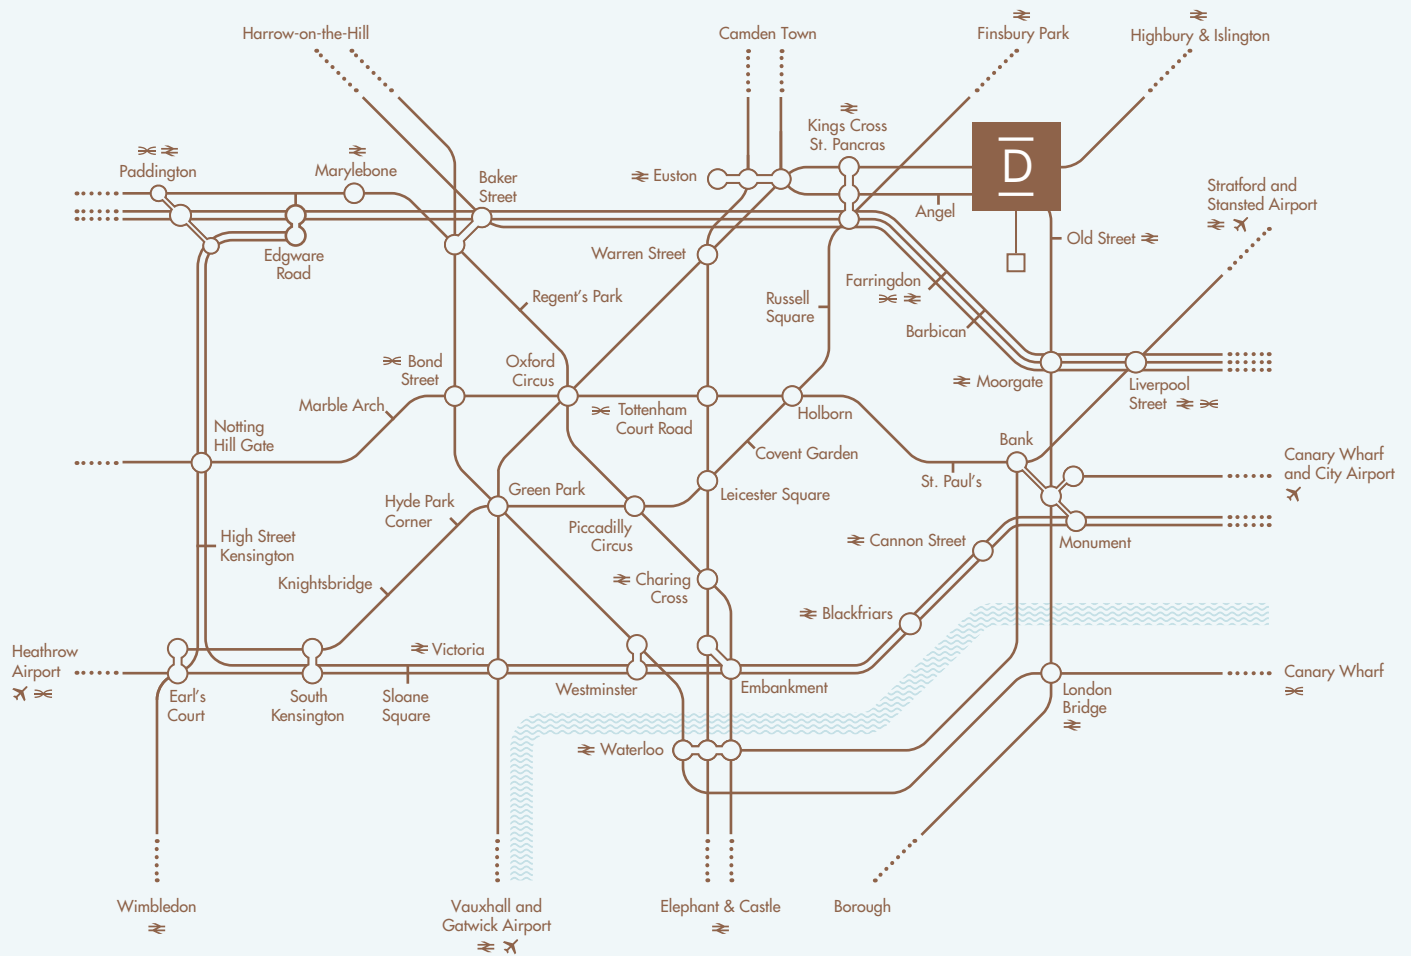 Harrow-on-the-Hill
Camden Town
Finsbury Park
Highbury & Islington
Kings Cross
St. Pancras
D
Paddington
Marylebone
Baker
Street
Euston
Angel
Stratford and
Stansted Airport
Edgware
Road
Warren Street
Old Street
Regent's Park
Russell
Square
Farringdon
Barbican
Bond
Street
Oxford
Circus
Moorgate
Liverpool
Street
Marble Arch
Tottenham
Court Road
Holborn
Notting
Hill Gate
Bank
Covent Garden
St. Paul's
Canary Wharf
and City Airport
Hyde Park
Corner
Green Park
Leicester Square
Piccadilly
Circus
High Street
Kensington
Cannon Street
Monument
Knightsbridge
Charing
Cross
Blackfriars
Heathrow
Airport
Victoria
Earl's
Court
South
Kensington
Sloane
Square
Westminster
Embankment
London
Bridge
Canary Wharf
Waterloo
Wimbledon
Vauxhall and
Gatwick Airport
Elephant & Castle
Borough